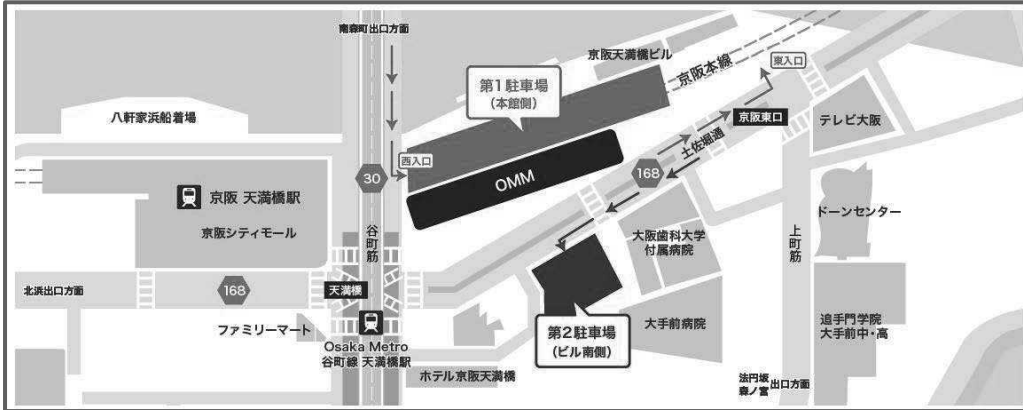 南森町出口方面
京阪天満橋ビル
京阪本線
東入口
第1駐車場
(本館側)
八軒家浜船着場
京阪東口
テレビ大阪
土佐堀通
西入口
30
OMM
168
京阪 天満橋駅
谷町筋
京阪シティモール
大阪歯科大学
付属病院
上町筋
ドーンセンター
北浜出口方面
168
天満橋
ファミリーマート
Osaka Metro
谷町線 天満橋駅
第2駐車場
(ビル南側)
大手前病院
追手門学院
大手前中・高
ホテル京阪天満橋
法円坂
森ノ宮
出口方面